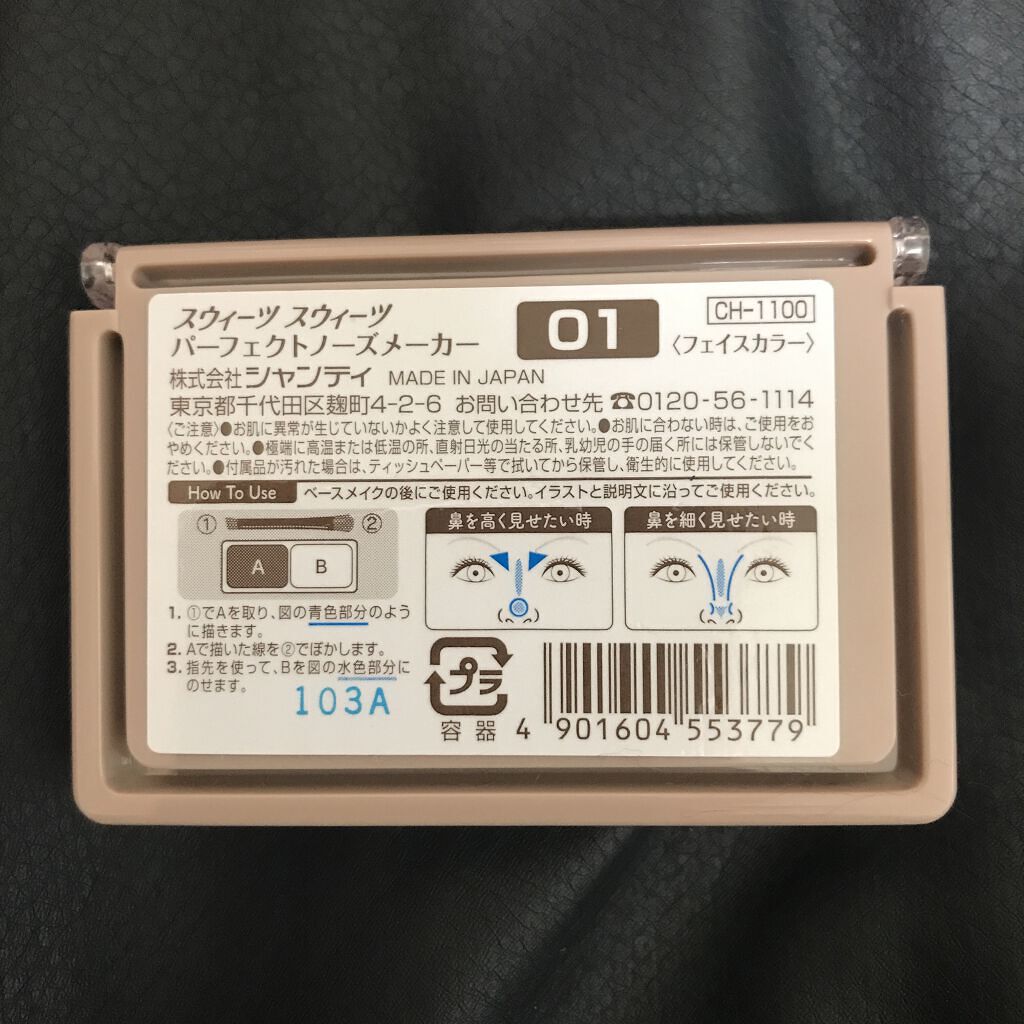 スウィーツ スウィーツ
パーフェクトノーズメーカー
01
CH-1100
〈フェイスカラー〉
株式会社 シャンティ MADE IN JAPAN
東京都千代田区麹町4-2-6 お問い合わせ先 ☎0120-56-1114
〈ご注意〉●お肌に異常が生じていないかよく注意して使用してください。●お肌に合わない時は、ご使用をお
やめください。●極端に高温または低温の所、直射日光の当たる所、乳幼児の手の届く所には保管しないでく
ださい。●付属品が汚れた場合は、ティッシュペーパー等で拭いてから保管し、衛生的に使用してください。
How To Use ベースメイクの後にご使用ください。イラストと説明文に沿ってご使用ください。
① ②
A B
1. ①でAを取り、図の青色部分のよう
に描きます。
2. Aで描いた線を②でぼかします。
3. 指先を使って、Bを図の水色部分に
のせます。
103A
鼻を高く見せたい時
鼻を細く見せたい時
プラ
容器
4 901604 553779